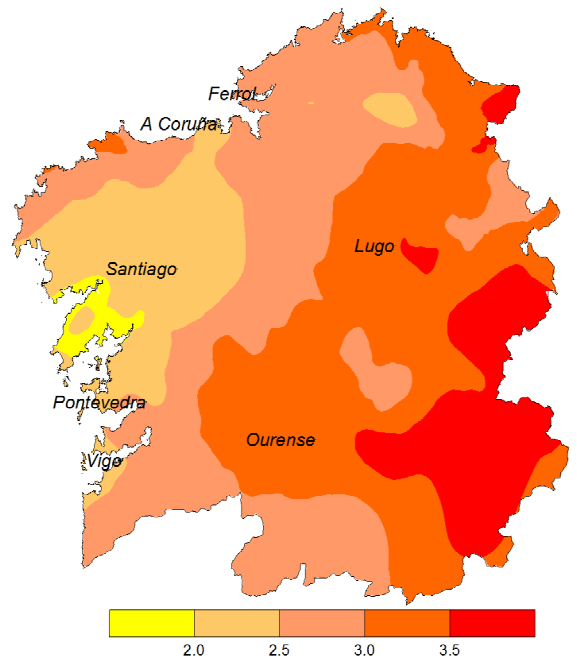 Ferrol
A Coruña
Lugo
Santiago
Pontevedra
Ourense
Vigo
2.0 2.5 3.0 3.5